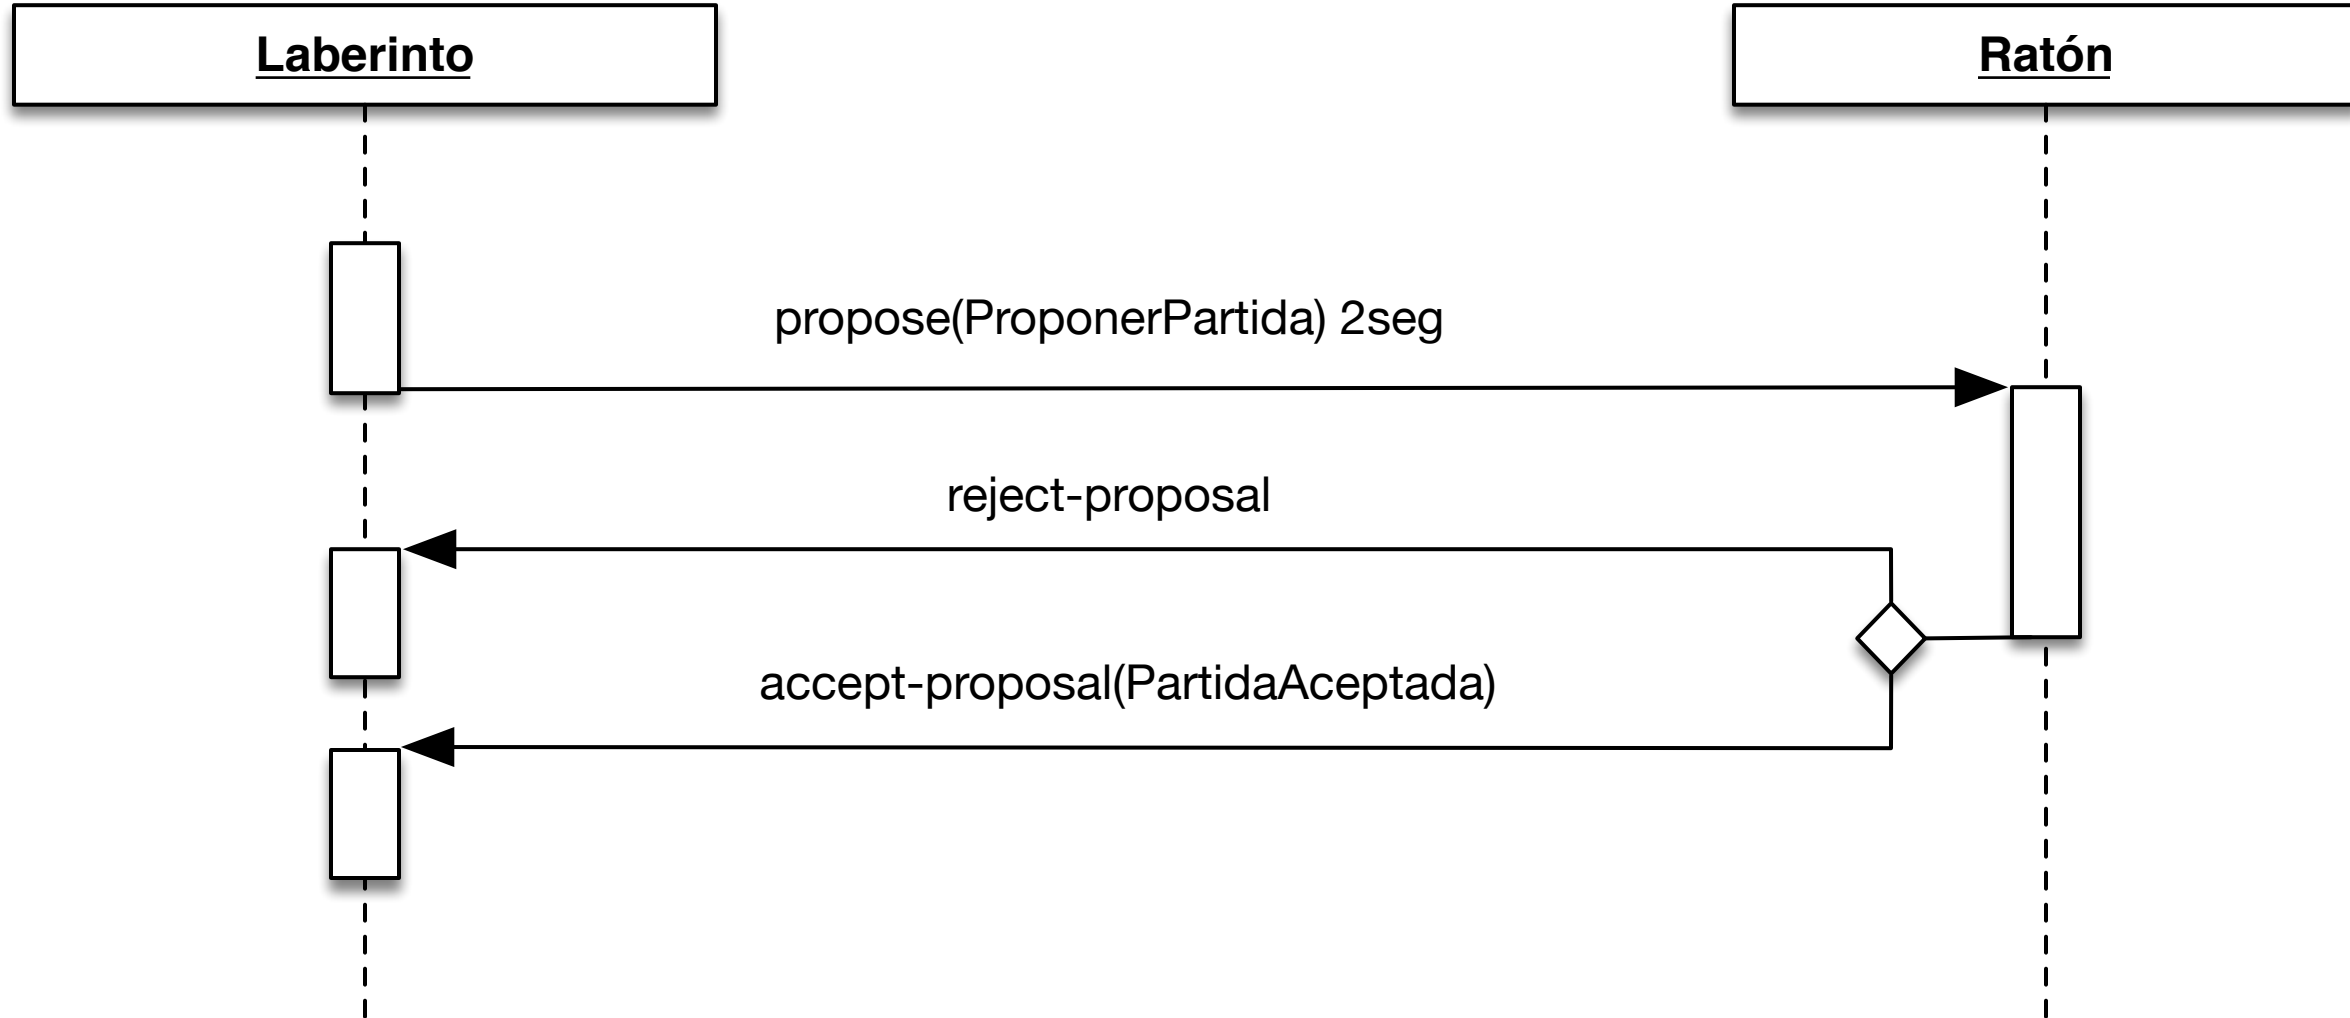 Laberinto
Ratón
propose(ProponerPartida) 2seg
reject-proposal
accept-proposal(PartidaAceptada)